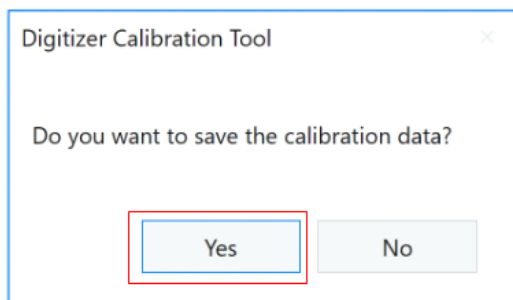 Digitizer Calibration Tool
Do you want to save the calibration data?
Yes No